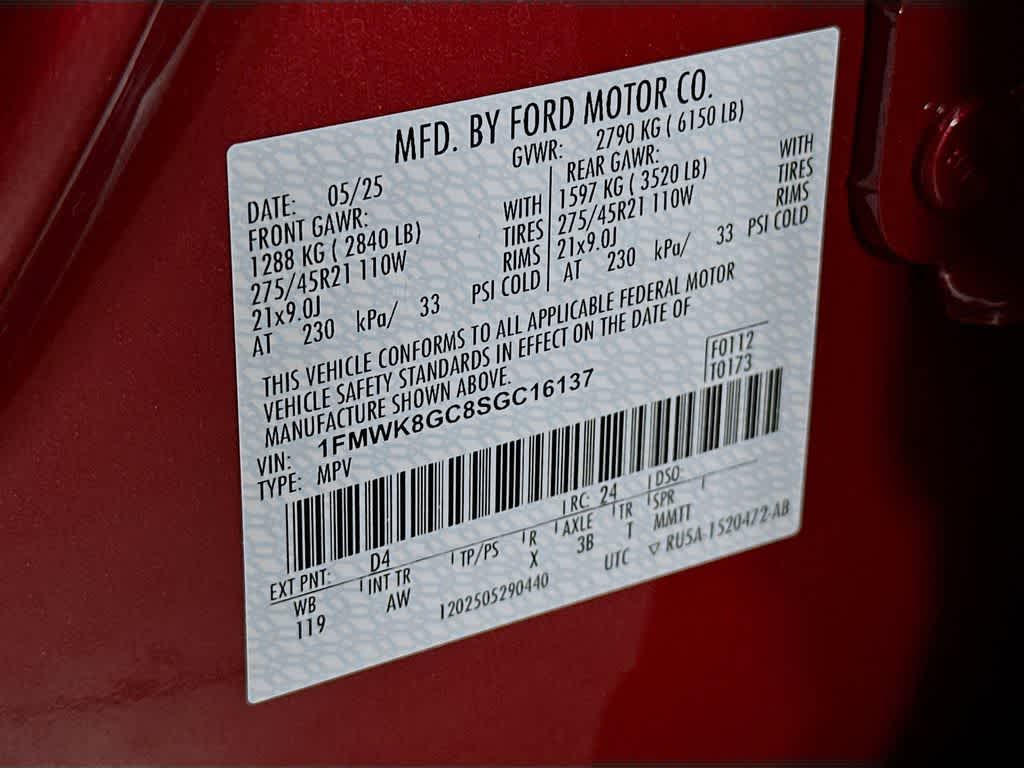 MFD. BY FORD MOTOR CO.
DATE: 05/25 GVWR: 2790 KG ( 6150 LB)
FRONT GAWR: REAR GAWR:
1288 KG ( 2840 LB) WITH 1597 KG ( 3520 LB) WITH
275/45R21 110W TIRES 275/45R21 110W TIRES
21x9.0J RIMS 21x9.0J RIMS
AT 230 kPa/ 33 PSI COLD AT 230 kPa/ 33 PSI COLD
THIS VEHICLE CONFORMS TO ALL APPLICABLE FEDERAL MOTOR
VEHICLE SAFETY STANDARDS IN EFFECT ON THE DATE OF
MANUFACTURE SHOWN ABOVE.
F0112
T0173
VIN: 1FMWK8GC8SGC16137
TYPE: MPV
EXT PNT: D4 RC: 24 DSO:
WB INT TR TP/PS R AXLE TR SPR
119 AW X 3B T MMTT
1202505290440 UTC ▽ RU5A-1520472-AB